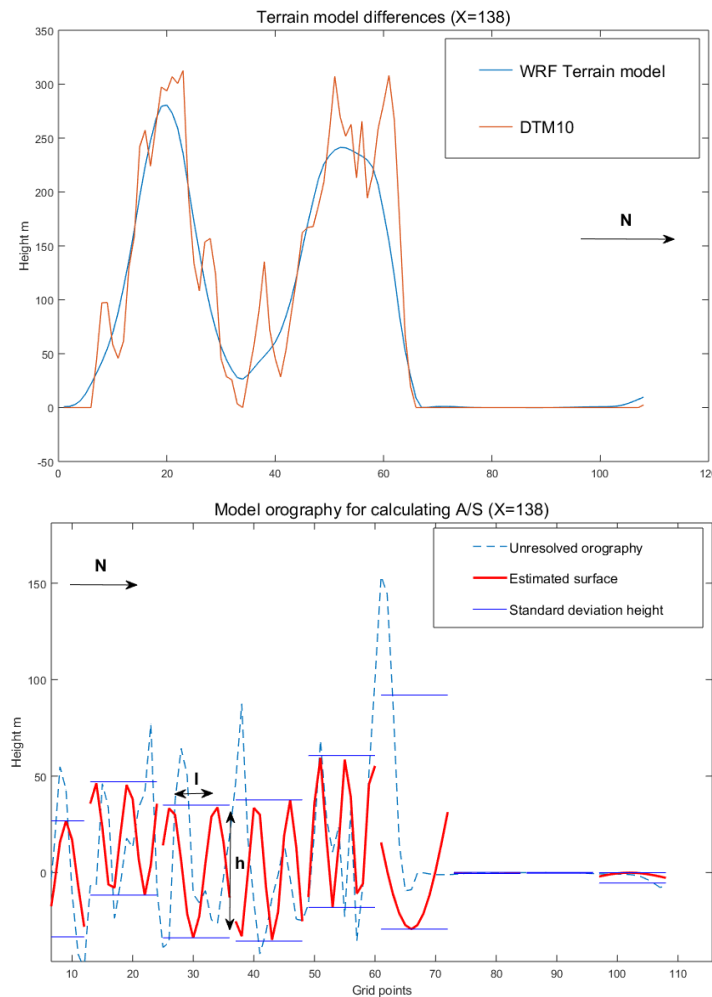 Terrain model differences (X=138)
350
300
250
200
150
100
50
0
-50
Height m
WRF Terrain model
DTM10
N
0 20 40 60 80 100 120
Model orography for calculating A/S (X=138)
150
100
50
0
Height m
N
Unresolved orography
Estimated surface
Standard deviation height
l
h
10 20 30 40 50 60 70 80 90 100 110
Grid points